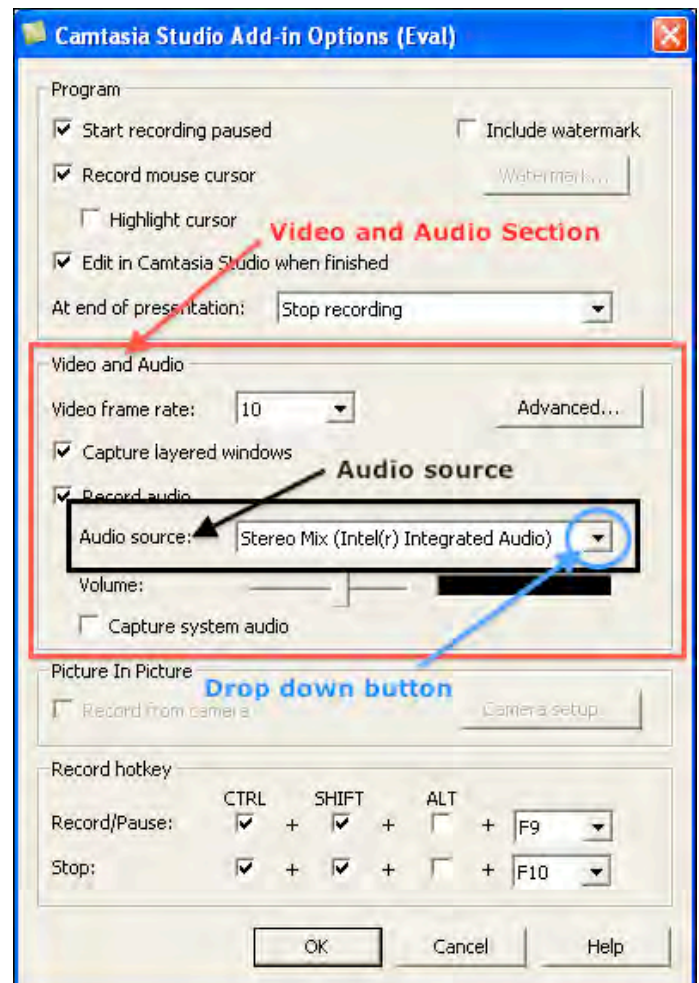 Camtasia Studio Add-in Options (Eval)
Program
Start recording paused
Include watermark
Record mouse cursor
Watermark...
Highlight cursor
Video and Audio Section
Edit in Camtasia Studio when finished
At end of presentation: Stop recording
Video and Audio
Video frame rate: 10 Advanced...
Capture layered windows
Audio source
Record audio
Audio source: Stereo Mix (Intel(r) Integrated Audio)
Volume:
Capture system audio
Picture In Picture
Drop down button
Record from camera Camera setup...
Record hotkey
CTRL SHIFT ALT
Record/Pause: + + + F9
Stop: + + + F10
OK Cancel Help